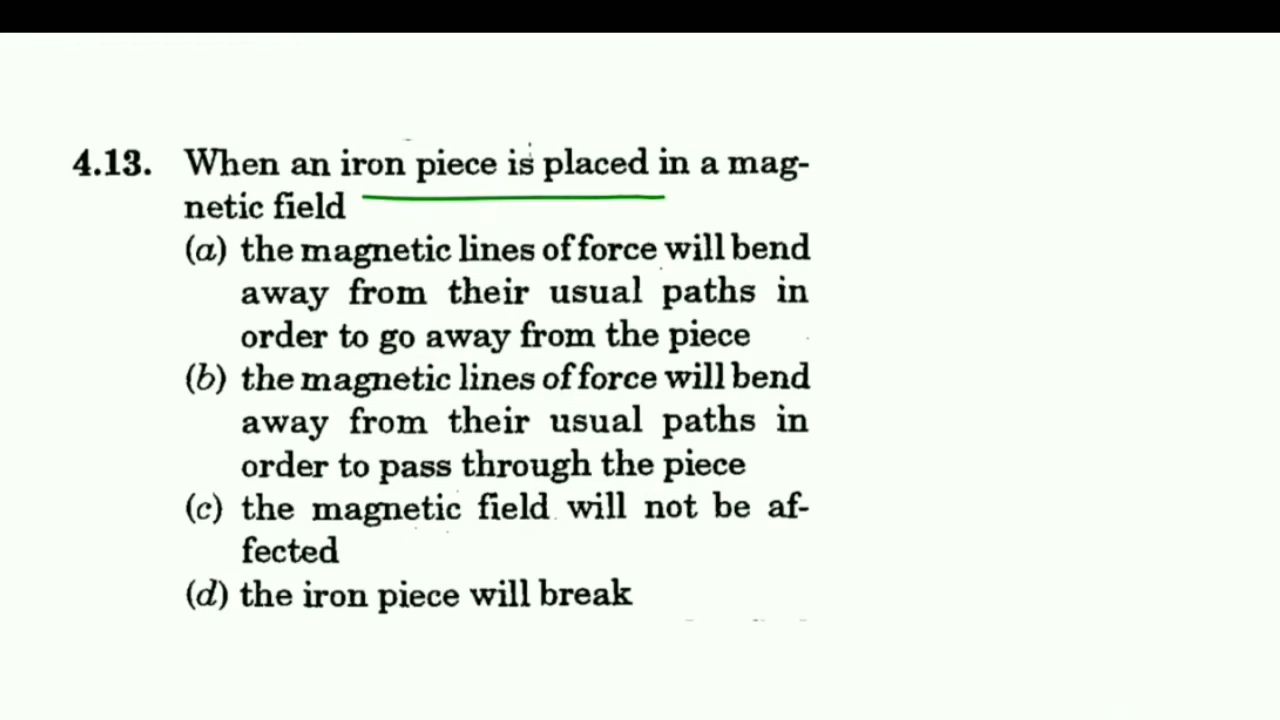 4.13. When an iron piece is placed in a mag-
netic field
(a) the magnetic lines of force will bend
away from their usual paths in
order to go away from the piece
(b) the magnetic lines of force will bend
away from their usual paths in
order to pass through the piece
(c) the magnetic field will not be af-
fected
(d) the iron piece will break